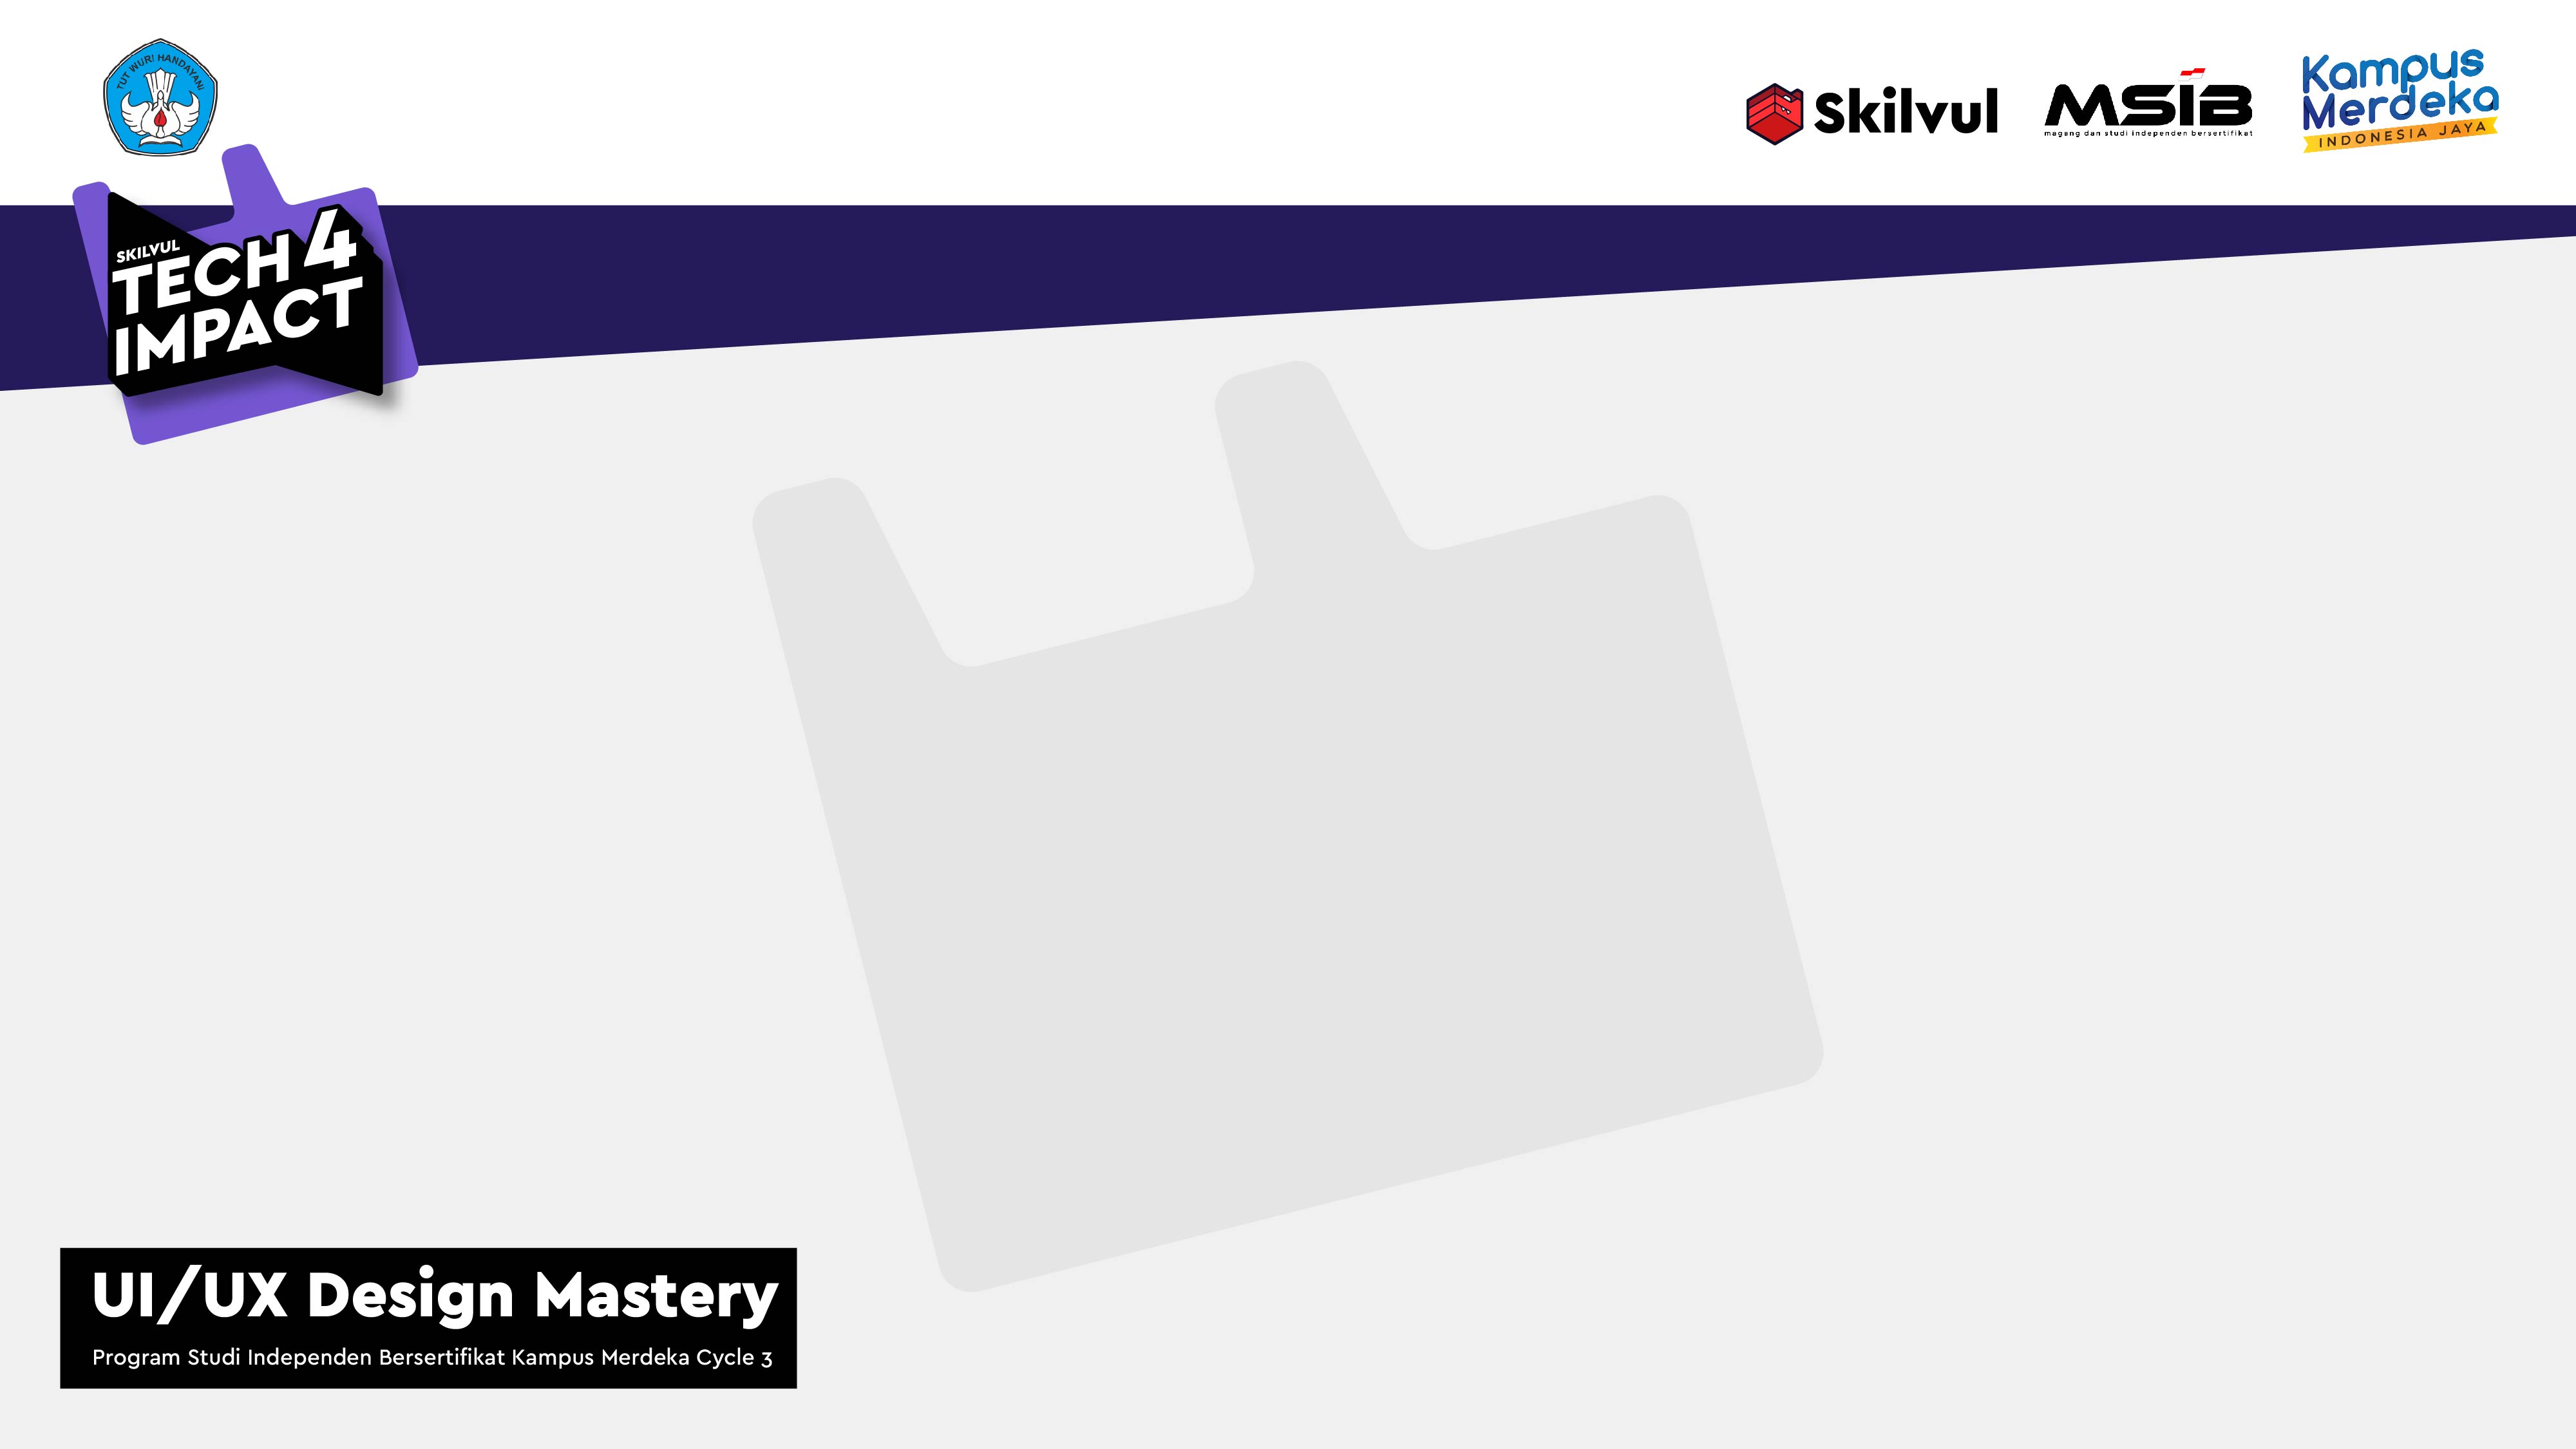 TUT WURI HANDAYANI
Skilvul
MSIB
magang dan studi independen bersertifikat
Kampus
Merdeka
INDONESIA JAYA
SKILVUL
TECH 4
IMPACT
UI/UX Design Mastery
Program Studi Independen Bersertifikat Kampus Merdeka Cycle 3